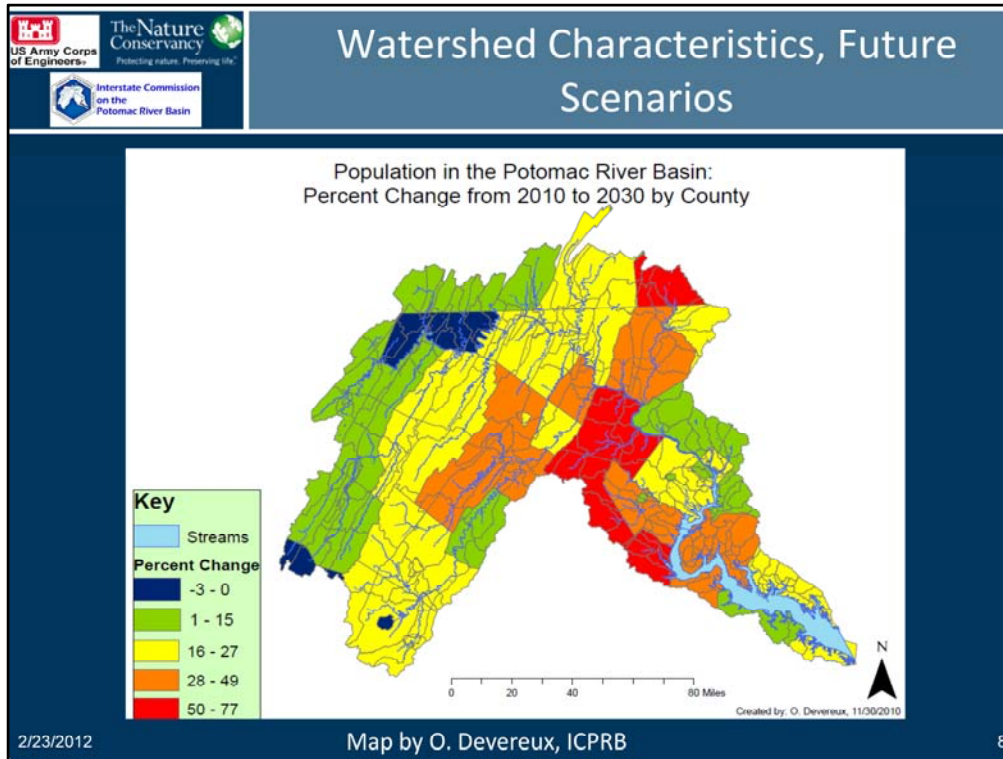 US Army Corps
of Engineers®
The Nature
Conservancy
Protecting nature. Preserving life.™
Interstate Commission
on the
Potomac River Basin
Watershed Characteristics, Future
Scenarios
Population in the Potomac River Basin:
Percent Change from 2010 to 2030 by County
Key
Streams
Percent Change
-3 - 0
1 - 15
16 - 27
28 - 49
50 - 77
0 20 40 80 Miles
N
Created by: O. Devereux, 11/30/2010
2/23/2012
Map by O. Devereux, ICPRB
8